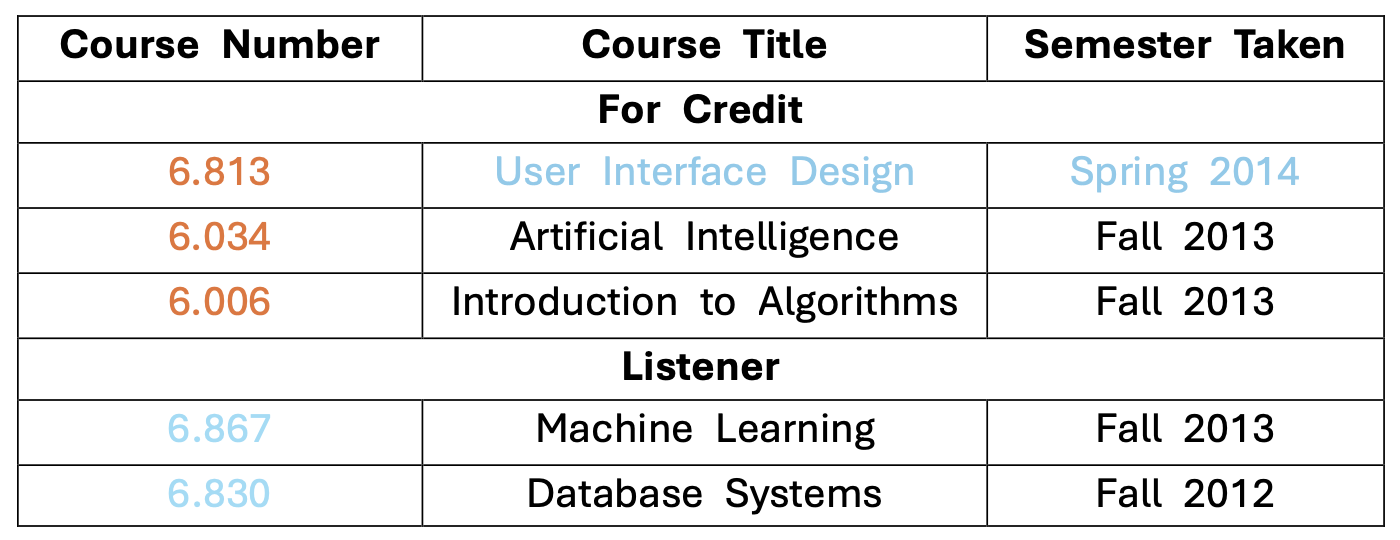 Course Number Course Title Semester Taken
For Credit
6.813 User Interface Design Spring 2014
6.034 Artificial Intelligence Fall 2013
6.006 Introduction to Algorithms Fall 2013
Listener
6.867 Machine Learning Fall 2013
6.830 Database Systems Fall 2012